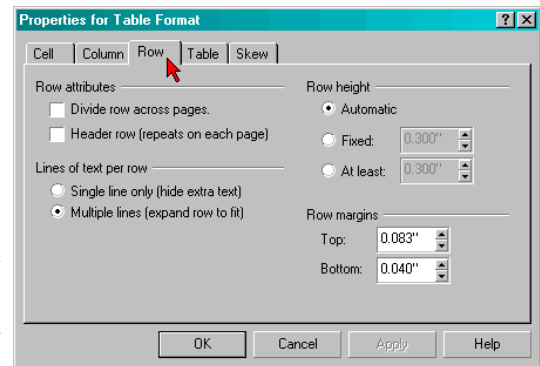 Properties for Table Format
Cell Column Row Table Skew
Row attributes
Divide row across pages.
Header row (repeats on each page)
Lines of text per row
Single line only (hide extra text)
Multiple lines (expand row to fit)
Row height
Automatic
Fixed: 0.300"
At least: 0.300"
Row margins
Top: 0.083"
Bottom: 0.040"
OK Cancel Apply Help